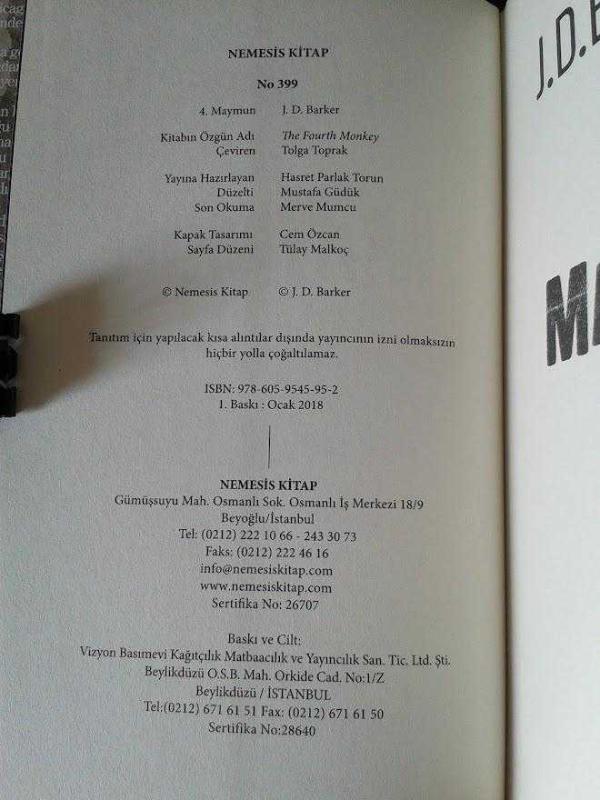 NEMESİS KİTAP
No 399
4. Maymun J. D. Barker
Kitabın Özgün Adı The Fourth Monkey
Çeviren Tolga Toprak
Yayına Hazırlayan Hasret Parlak Torun
Düzelti Mustafa Güdük
Son Okuma Merve Mumcu
Kapak Tasarımı Cem Özcan
Sayfa Düzeni Tülay Malkoç
© Nemesis Kitap © J. D. Barker
Tanıtım için yapılacak kısa alıntılar dışında yayıncının izni olmaksızın
hiçbir yolla çoğaltılamaz.
ISBN: 978-605-9545-95-2
1. Baskı : Ocak 2018
NEMESİS KİTAP
Gümüşsuyu Mah. Osmanlı Sok. Osmanlı İş Merkezi 18/9
Beyoğlu/İstanbul
Tel: (0212) 222 10 66 - 243 30 73
Faks: (0212) 222 46 16
info@nemesiskitap.com
www.nemesiskitap.com
Sertifika No: 26707
Baskı ve Cilt:
Vizyon Basımevi Kağıtçılık Matbaacılık ve Yayıncılık San. Tic. Ltd. Şti.
Beylikdüzü O.S.B. Mah. Orkide Cad. No:1/Z
Beylikdüzü / İSTANBUL
Tel:(0212) 671 61 51 Fax: (0212) 671 61 50
Sertifika No:28640
J.D.
MA